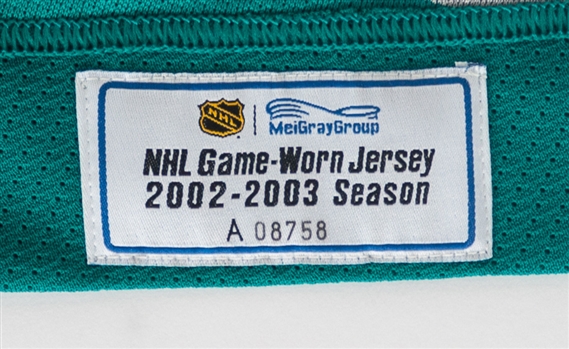 NHL
MeiGrayGroup
NHL Game-Worn Jersey
2002-2003 Season
A 08758